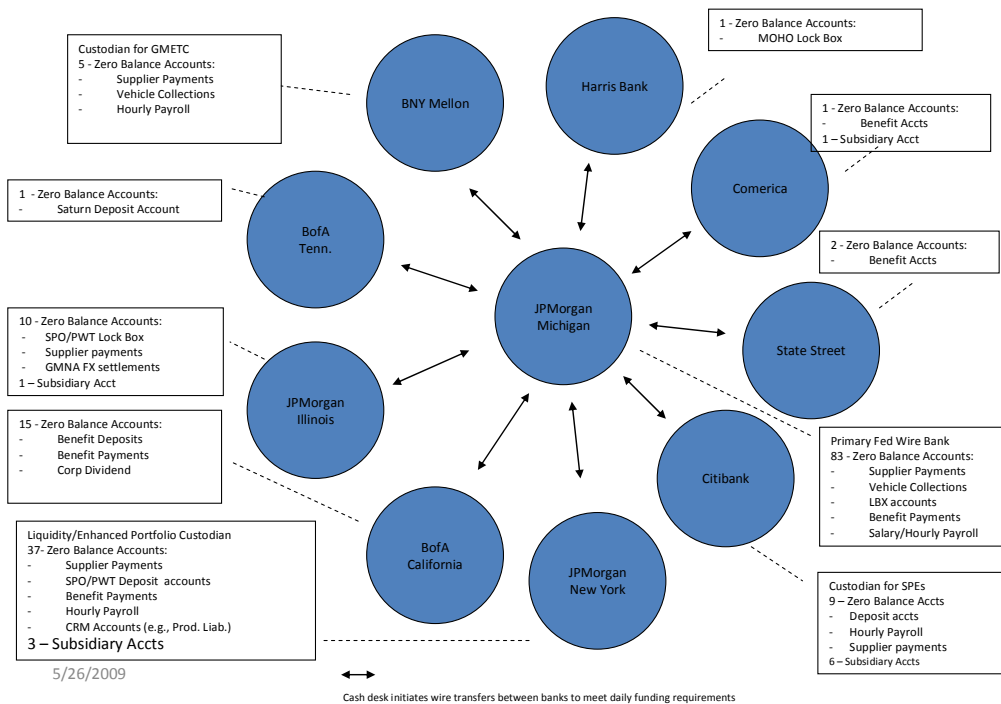 Custodian for GMETC
5 - Zero Balance Accounts:
- Supplier Payments
- Vehicle Collections
- Hourly Payroll
BNY Mellon
Harris Bank
1 - Zero Balance Accounts:
- MOHO Lock Box
1 - Zero Balance Accounts:
- Benefit Accts
1 – Subsidiary Acct
Comerica
1 - Zero Balance Accounts:
- Saturn Deposit Account
BofA
Tenn.
2 - Zero Balance Accounts:
- Benefit Accts
JPMorgan
Michigan
State Street
10 - Zero Balance Accounts:
- SPO/PWT Lock Box
- Supplier payments
- GMNA FX settlements
1 – Subsidiary Acct
JPMorgan
Illinois
15 - Zero Balance Accounts:
- Benefit Deposits
- Benefit Payments
- Corp Dividend
Citibank
Primary Fed Wire Bank
83 - Zero Balance Accounts:
- Supplier Payments
- Vehicle Collections
- LBX accounts
- Benefit Payments
- Salary/Hourly Payroll
Liquidity/Enhanced Portfolio Custodian
37- Zero Balance Accounts:
- Supplier Payments
- SPO/PWT Deposit accounts
- Benefit Payments
- Hourly Payroll
- CRM Accounts (e.g., Prod. Liab.)
3 – Subsidiary Accts
BofA
California
JPMorgan
New York
Custodian for SPEs
9 – Zero Balance Accts
- Deposit accts
- Hourly Payroll
- Supplier payments
6 – Subsidiary Accts
5/26/2009
Cash desk initiates wire transfers between banks to meet daily funding requirements